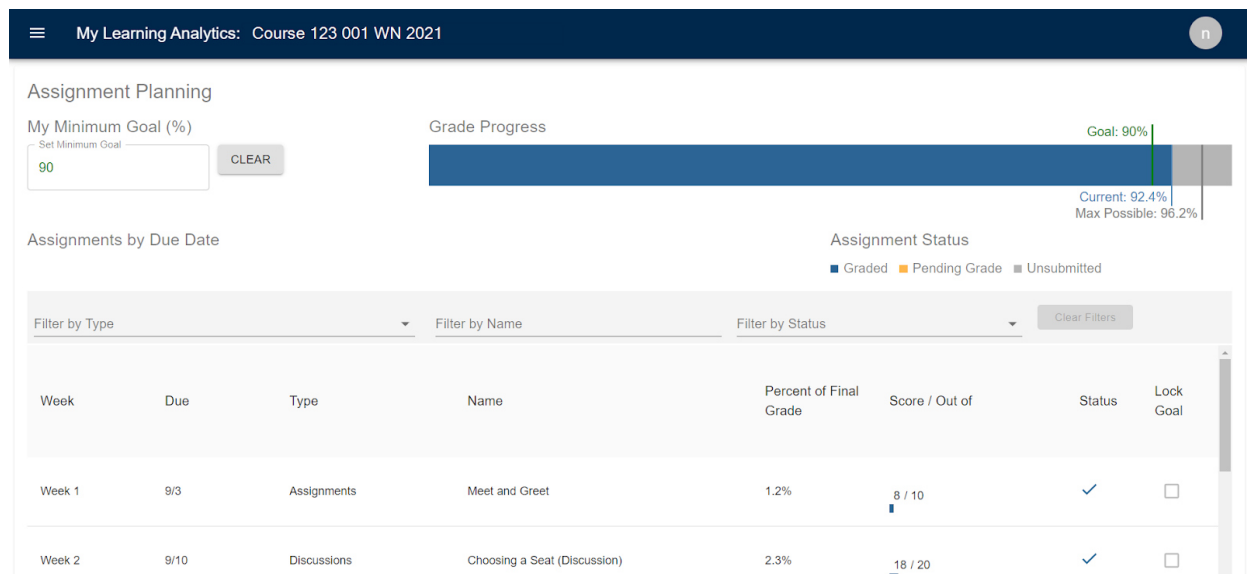 My Learning Analytics: Course 123 001 WN 2021
n
Assignment Planning
My Minimum Goal (%)
Set Minimum Goal
90
CLEAR
Grade Progress
Goal: 90%
Current: 92.4%
Max Possible: 96.2%
Assignments by Due Date
Assignment Status
Graded Pending Grade Unsubmitted
Filter by Type Filter by Name Filter by Status Clear Filters
Week Due Type Name Percent of Final Grade Score / Out of Status Lock Goal
Week 1 9/3 Assignments Meet and Greet 1.2% 8 / 10
Week 2 9/10 Discussions Choosing a Seat (Discussion) 2.3% 18 / 20